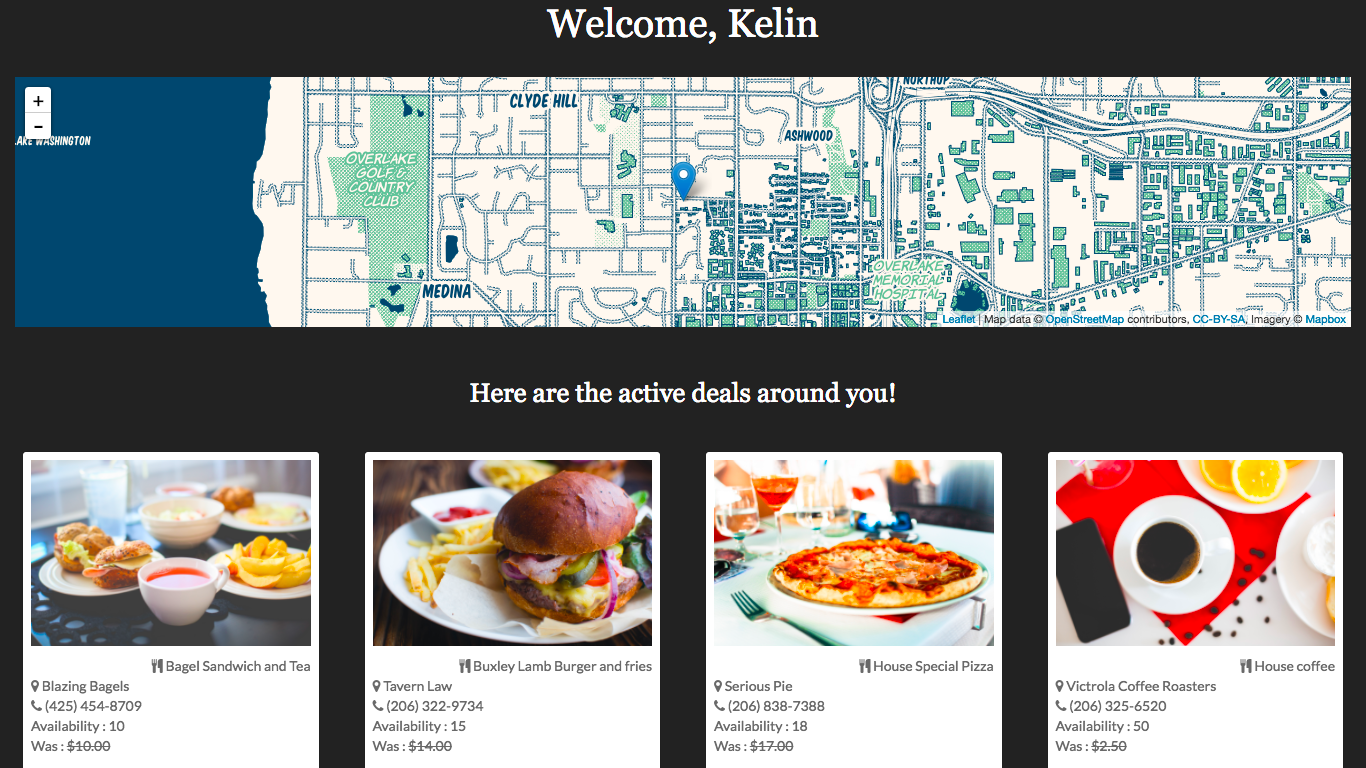 Welcome, Kelin
+
-
LAKE WASHINGTON
CLYDE HILL
NORTHUP
ASHWOOD
OVERLAKE
GOLF &
COUNTRY
CLUB
MEDINA
OVERLAKE
MEMORIAL
HOSPITAL
Leaflet | Map data © OpenStreetMap contributors, CC-BY-SA, Imagery © Mapbox
Here are the active deals around you!
Bagel Sandwich and Tea
Blazing Bagels
(425) 454-8709
Availability : 10
Was : $10.00
Buxley Lamb Burger and fries
Tavern Law
(206) 322-9734
Availability : 15
Was : $14.00
House Special Pizza
Serious Pie
(206) 838-7388
Availability : 18
Was : $17.00
House coffee
Victrola Coffee Roasters
(206) 325-6520
Availability : 50
Was : $2.50